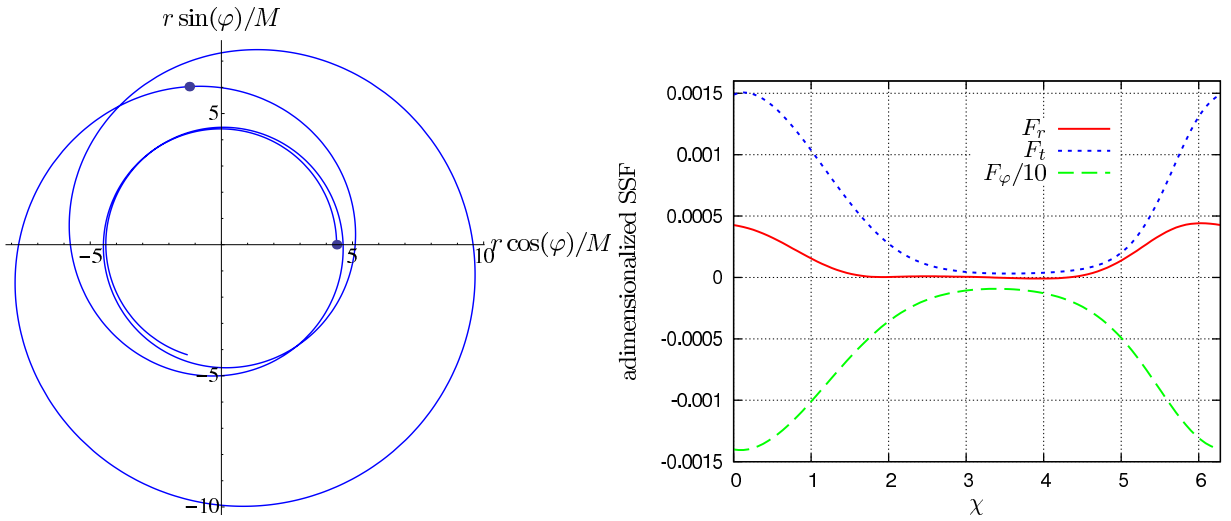 r sin(φ)/M
5
−5
5
10
r cos(φ)/M
−5
−10
adimensionalized SSF
0.0015
0.001
0.0005
0
-0.0005
-0.001
-0.0015
F_r
F_t
F_φ/10
0 1 2 3 4 5 6
χ